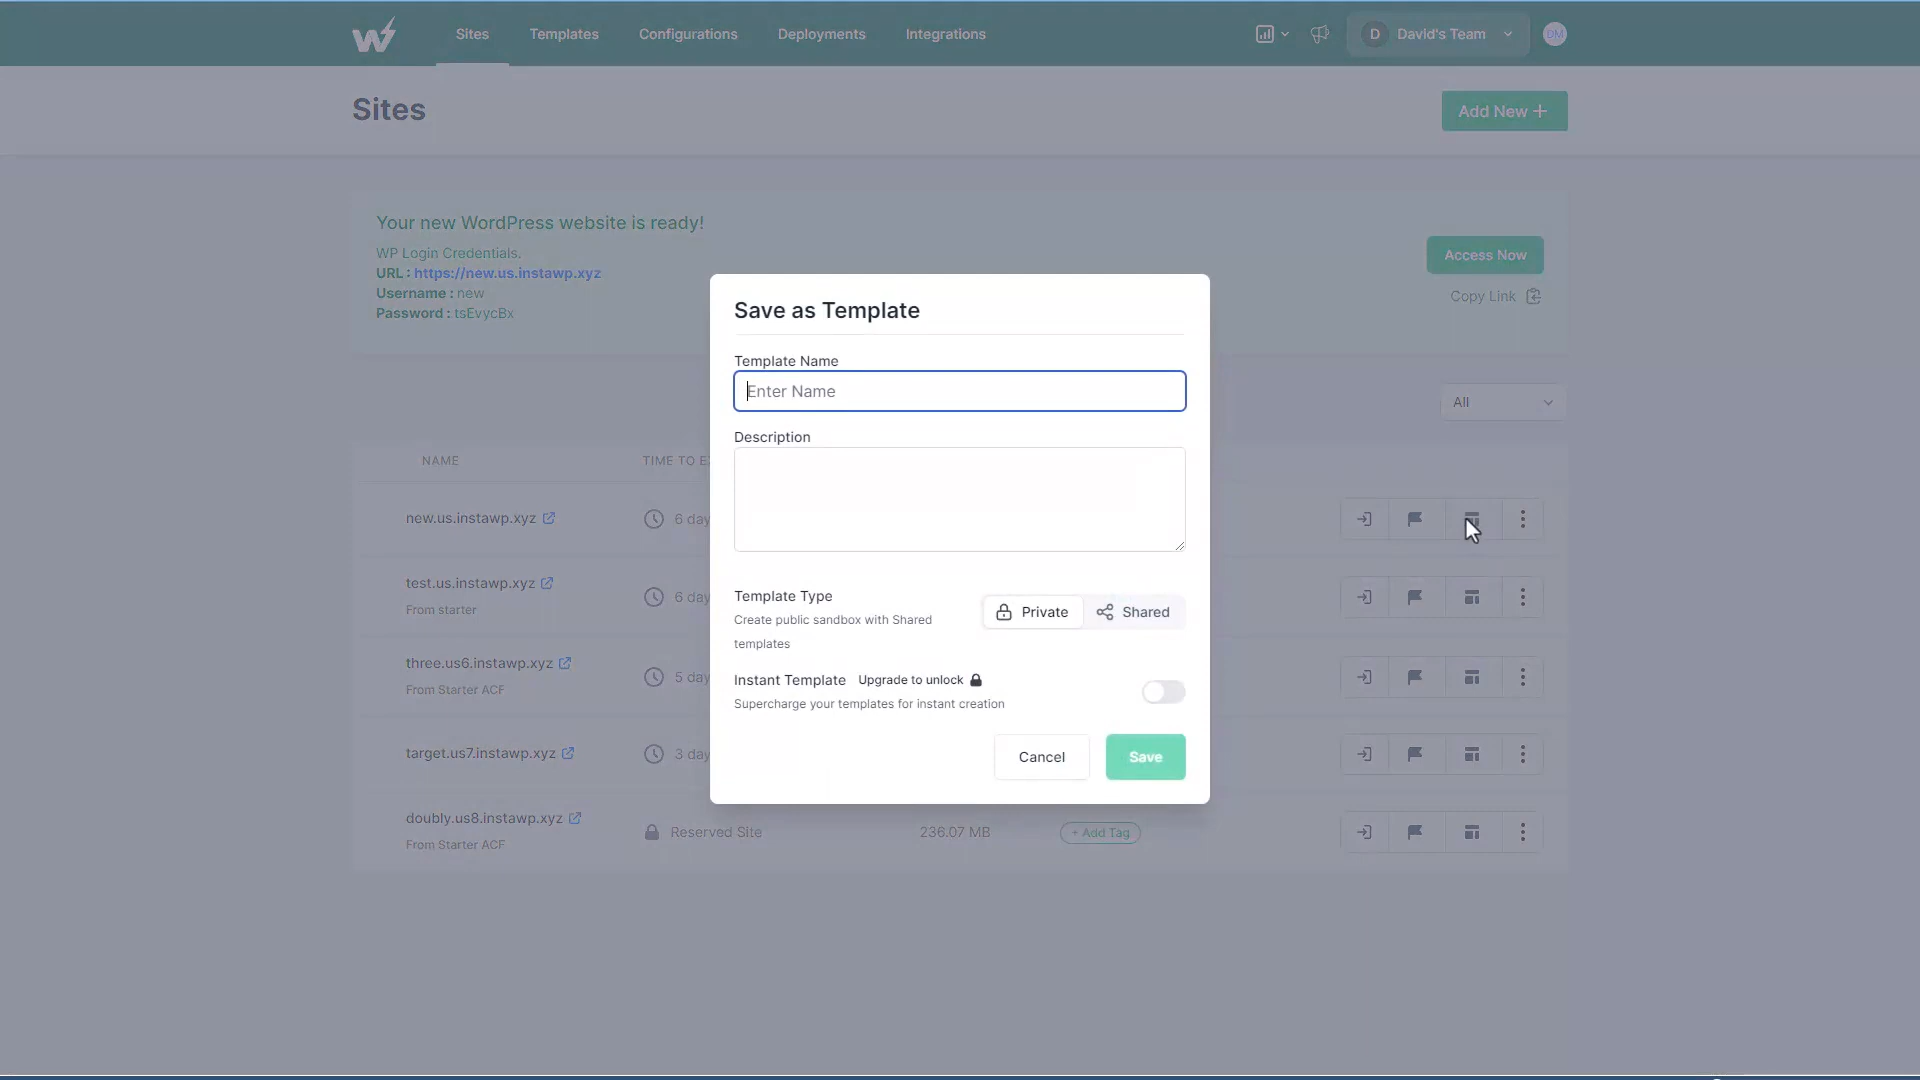 Sites
Templates
Configurations
Deployments
Integrations
D
David's Team
DM
Sites
Add New +
Your new WordPress website is ready!
WP Login Credentials.
URL : https://new.us.instawp.xyz
Username : new
Password : tsEvycBx
Access Now
Copy Link
Save as Template
Template Name
Enter Name
Description
All
NAME
TIME TO E
new.us.instawp.xyz
6 day
test.us.instawp.xyz
From starter
6 day
Template Type
Create public sandbox with Shared
templates
Private
Shared
three.us6.instawp.xyz
From Starter ACF
5 day
Instant Template
Upgrade to unlock
Supercharge your templates for instant creation
target.us7.instawp.xyz
3 day
Cancel
Save
doubly.us8.instawp.xyz
From Starter ACF
Reserved Site
236.07 MB
+ Add Tag